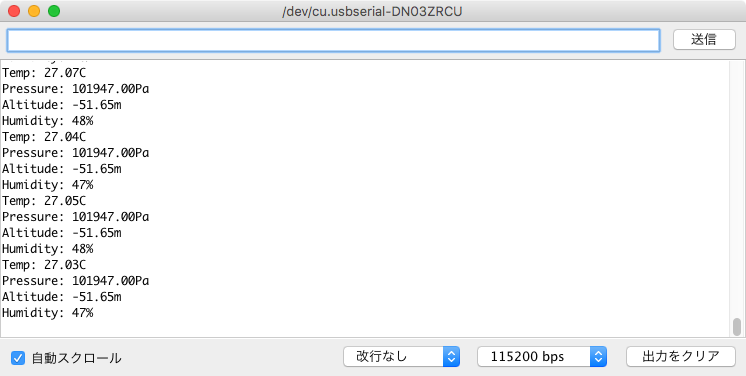 /dev/cu.usbserial-DN03ZRCU
送信
Temp: 27.07C
Pressure: 101947.00Pa
Altitude: -51.65m
Humidity: 48%
Temp: 27.04C
Pressure: 101947.00Pa
Altitude: -51.65m
Humidity: 47%
Temp: 27.05C
Pressure: 101947.00Pa
Altitude: -51.65m
Humidity: 48%
Temp: 27.03C
Pressure: 101947.00Pa
Altitude: -51.65m
Humidity: 47%
自動スクロール
改行なし
115200 bps
出力をクリア